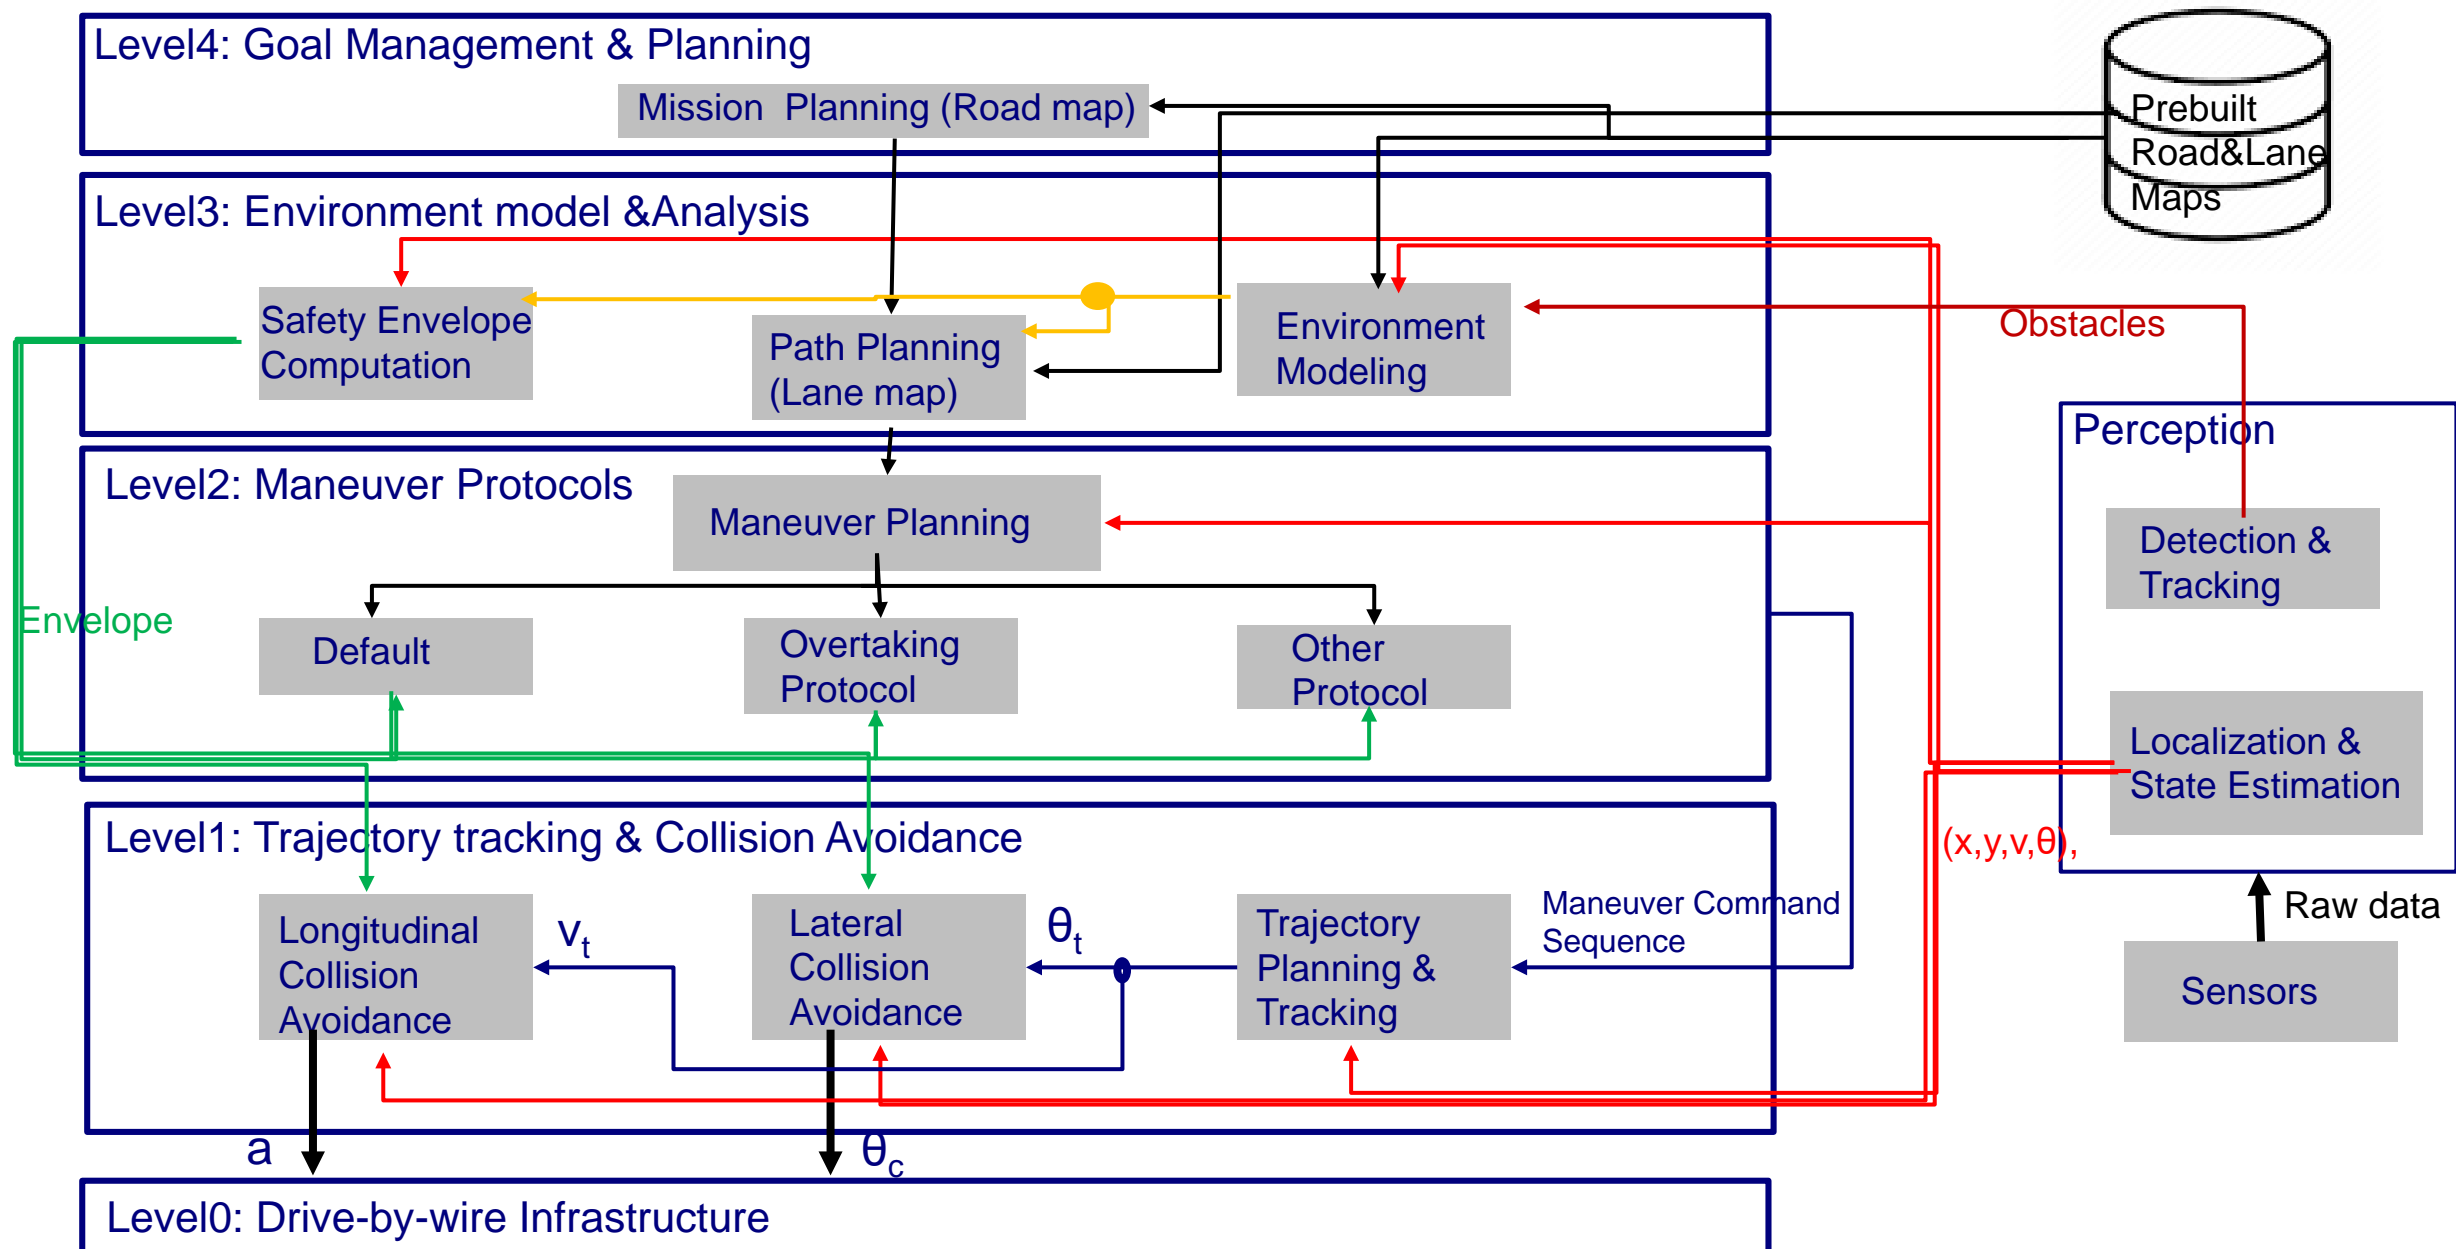 Level4: Goal Management & Planning
Mission  Planning (Road map)
Prebuilt
Road&Lane
Maps
Level3: Environment model &Analysis
Safety Envelope
Computation
Path Planning
(Lane map)
Environment
Modeling
Obstacles
Perception
Level2: Maneuver Protocols
Maneuver Planning
Detection &
Tracking
Envelope
Default
Overtaking
Protocol
Other
Protocol
Localization &
State Estimation
Level1: Trajectory tracking & Collision Avoidance
(x,y,v,θ),
Longitudinal
Collision
Avoidance
vt
Lateral
Collision
Avoidance
θt
Trajectory
Planning &
Tracking
Maneuver Command
Sequence
Raw data
Sensors
a
θc
Level0: Drive-by-wire Infrastructure